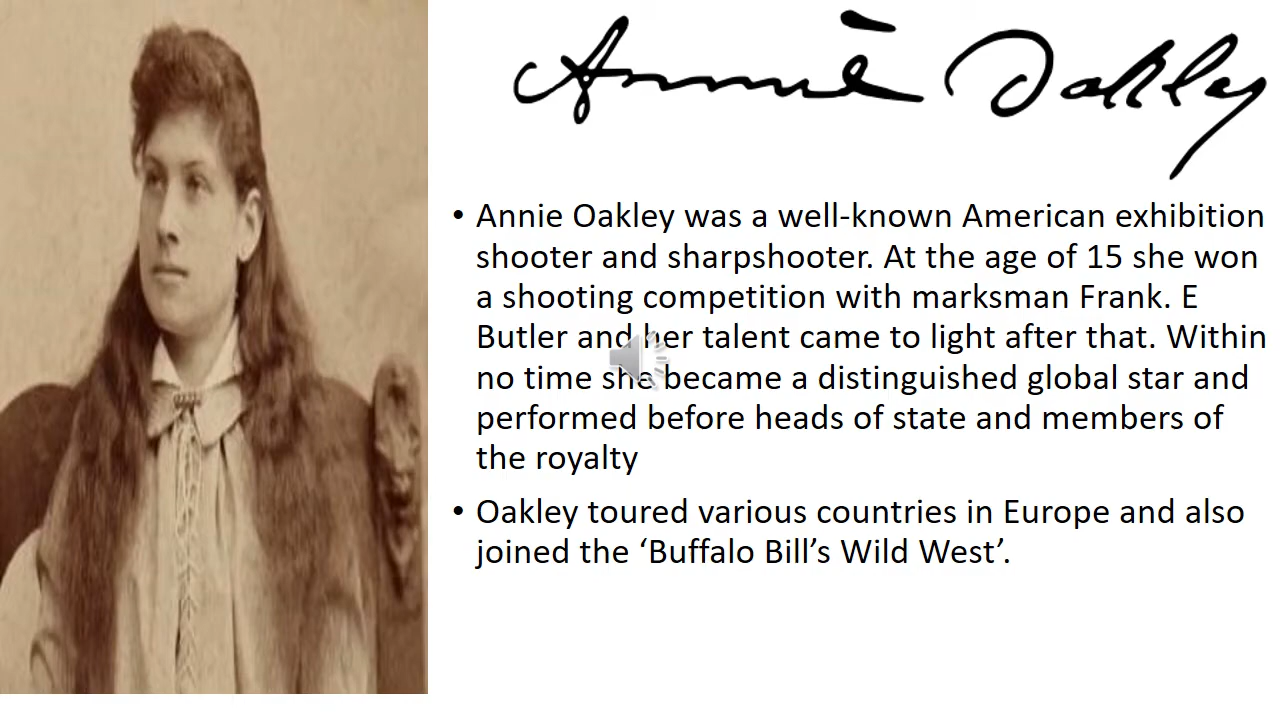 Annie Oakley
• Annie Oakley was a well-known American exhibition
shooter and sharpshooter. At the age of 15 she won
a shooting competition with marksman Frank. E
Butler and her talent came to light after that. Within
no time she became a distinguished global star and
performed before heads of state and members of
the royalty
• Oakley toured various countries in Europe and also
joined the ‘Buffalo Bill’s Wild West’.